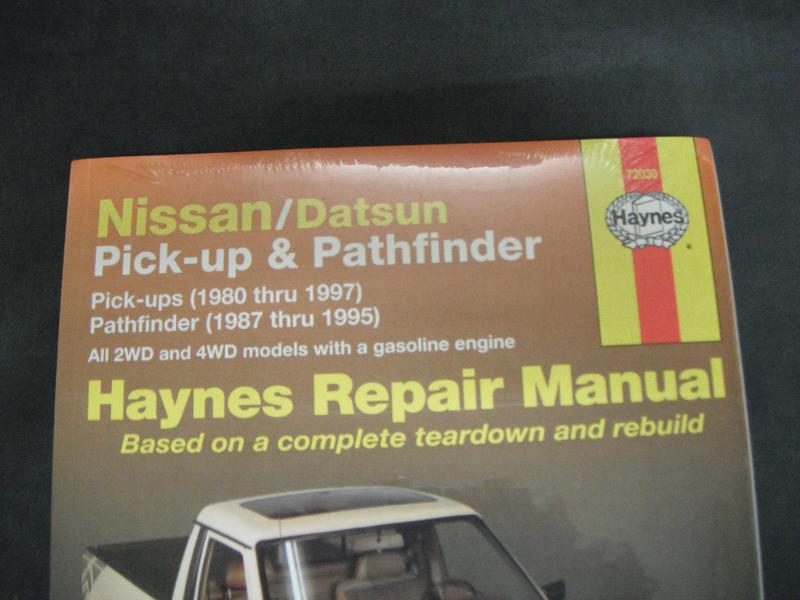 72030
Haynes
Nissan/Datsun
Pick-up & Pathfinder
Pick-ups (1980 thru 1997)
Pathfinder (1987 thru 1995)
All 2WD and 4WD models with a gasoline engine
Haynes Repair Manual
Based on a complete teardown and rebuild